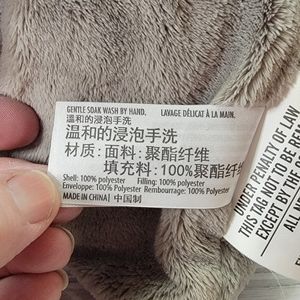 GENTLE SOAK WASH BY HAND. LAVAGE DÉLICAT À LA MAIN.
温和的浸泡手洗
温和的浸泡手洗
材质: 面料: 聚酯纤维
填充料: 100%聚酯纤维
Shell: 100% polyester Filling: 100% polyester
Enveloppe: 100% Polyester Rembourrage: 100% Polyester
MADE IN CHINA | 中国制
UNDER PENALTY OF LAW
THIS TAG NOT TO BE
EXCEPT BY THE